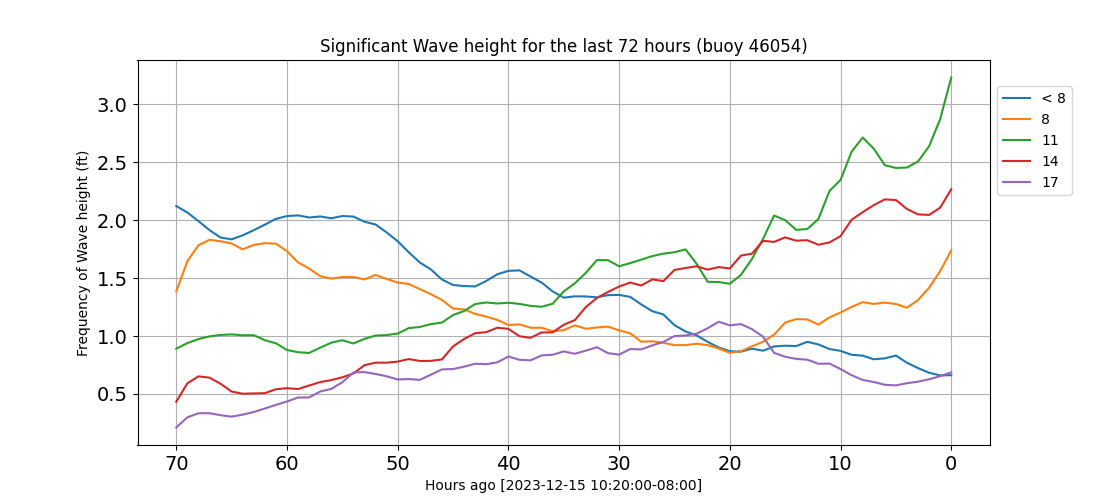 Significant Wave height for the last 72 hours (buoy 46054)
Frequency of Wave height (ft)
3.0
2.5
2.0
1.5
1.0
0.5
70 60 50 40 30 20 10 0
Hours ago [2023-12-15 10:20:00-08:00]
< 8
8
11
14
17